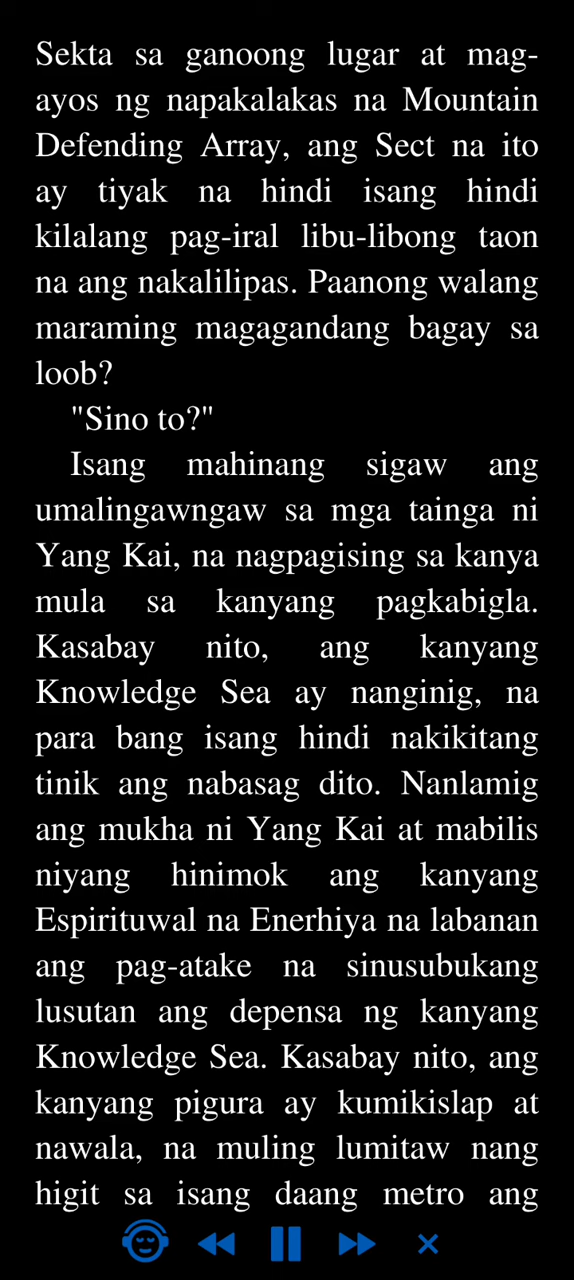 Sekta sa ganoong lugar at mag-
ayos ng napakalakas na Mountain
Defending Array, ang Sect na ito
ay tiyak na hindi isang hindi
kilalang pag-iral libu-libong taon
na ang nakalilipas. Paanong walang
maraming magagandang bagay sa
loob?
"Sino to?"
Isang mahinang sigaw ang
umalingawngaw sa mga tainga ni
Yang Kai, na nagpagising sa kanya
mula sa kanyang pagkabigla.
Kasabay nito, ang kanyang
Knowledge Sea ay nanginig, na
para bang isang hindi nakikitang
tinik ang nabasag dito. Nanlamig
ang mukha ni Yang Kai at mabilis
niyang hinimok ang kanyang
Espirituwal na Enerhiya na labanan
ang pag-atake na sinusubukang
lusutan ang depensa ng kanyang
Knowledge Sea. Kasabay nito, ang
kanyang pigura ay kumikislap at
nawala, na muling lumitaw nang
higit sa isang daang metro ang